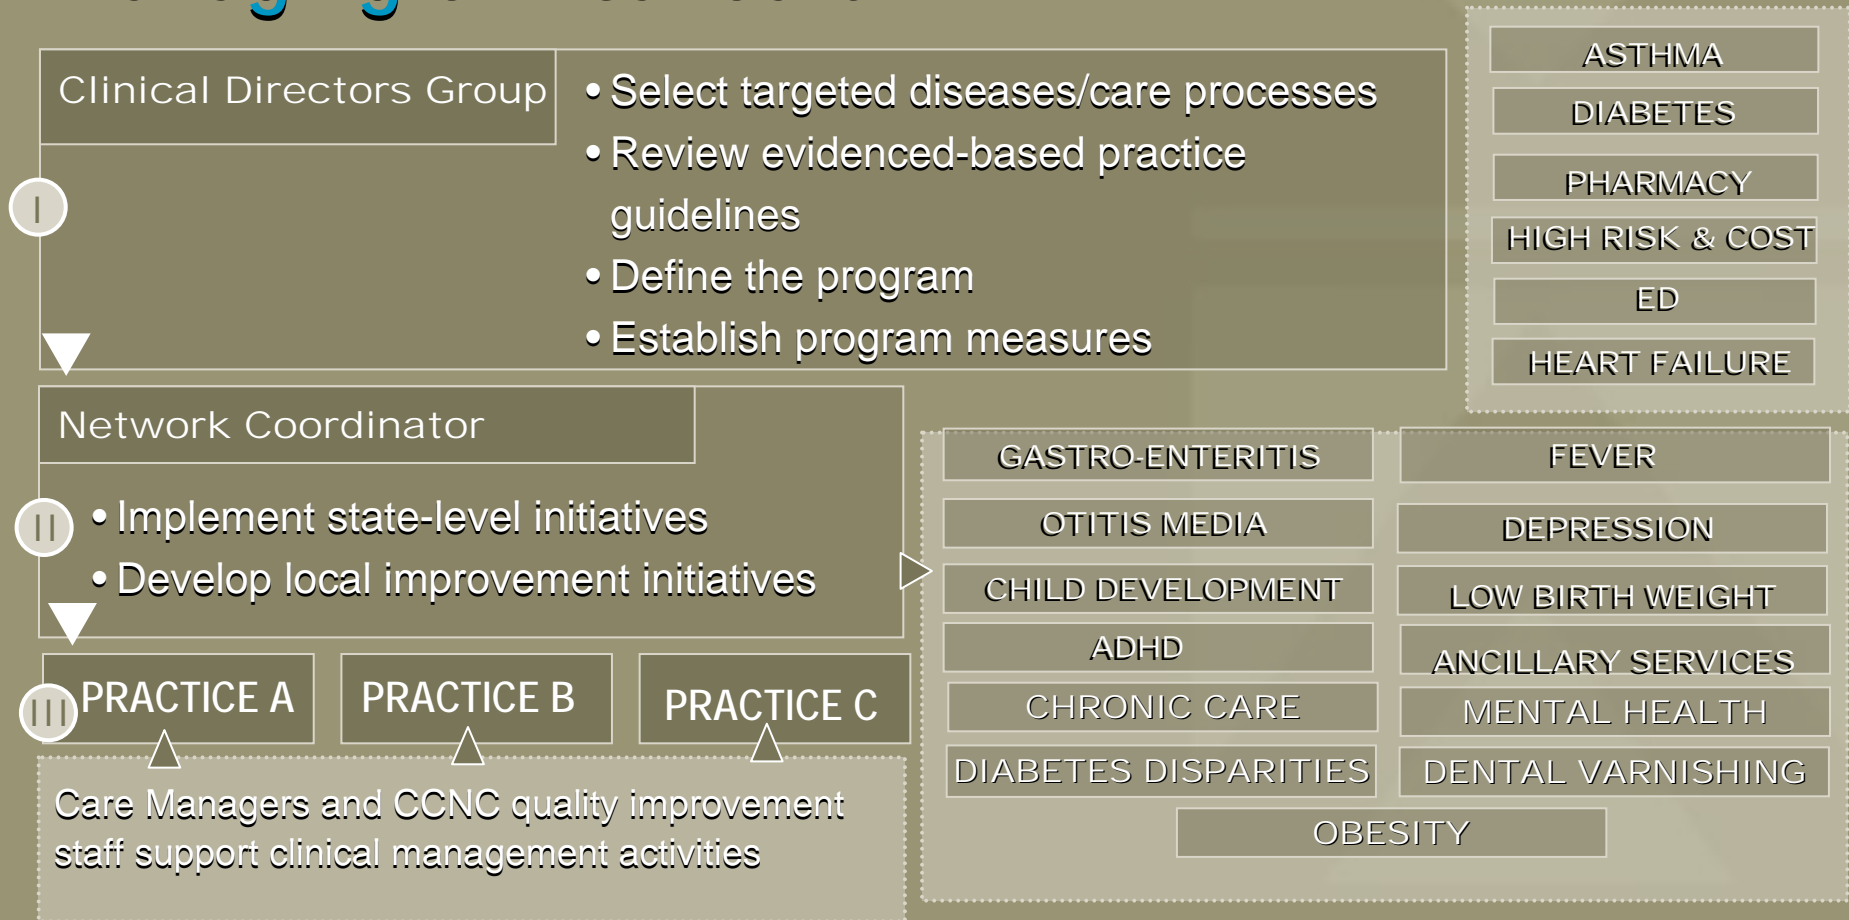 Clinical Directors Group
• Select targeted diseases/care processes
• Review evidenced-based practice
guidelines
• Define the program
• Establish program measures
I
ASTHMA
DIABETES
PHARMACY
HIGH RISK & COST
ED
HEART FAILURE
Network Coordinator
II
• Implement state-level initiatives
• Develop local improvement initiatives
GASTRO-ENTERITIS
FEVER
OTITIS MEDIA
DEPRESSION
CHILD DEVELOPMENT
LOW BIRTH WEIGHT
ADHD
ANCILLARY SERVICES
CHRONIC CARE
MENTAL HEALTH
DIABETES DISPARITIES
DENTAL VARNISHING
OBESITY
III
PRACTICE A
PRACTICE B
PRACTICE C
Care Managers and CCNC quality improvement
staff support clinical management activities